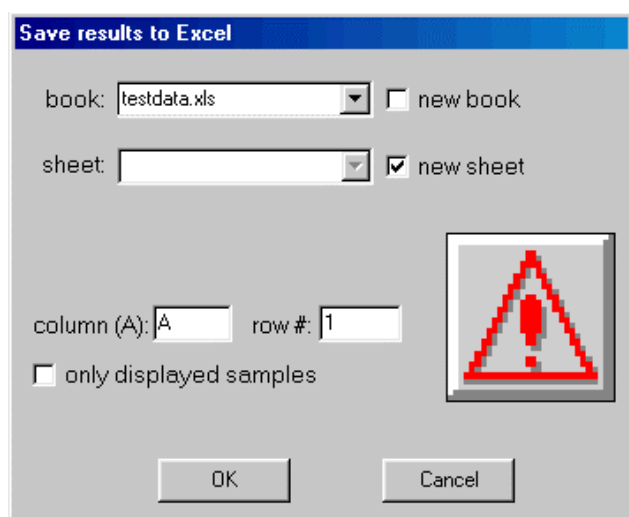 Save results to Excel
book: testdata.xls new book
sheet: new sheet
column (A): A row #: 1
only displayed samples
OK Cancel